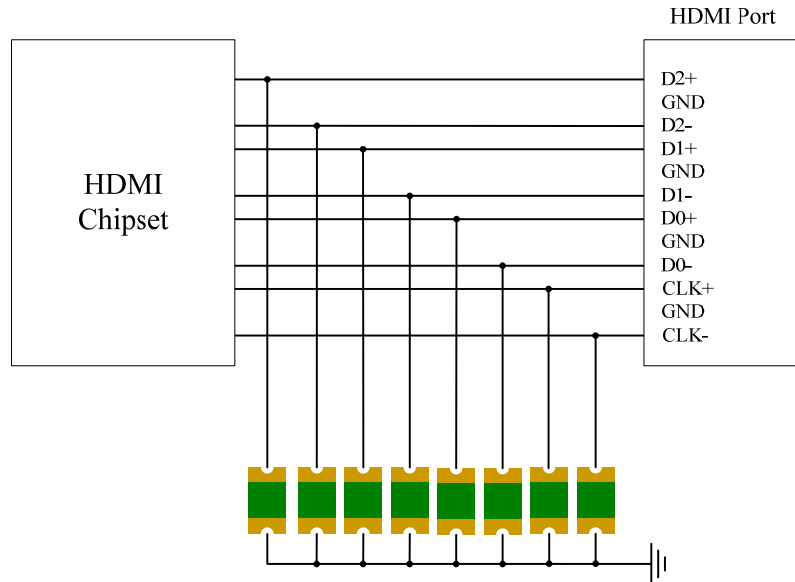 HDMI Port
HDMI
Chipset
D2+
GND
D2-
D1+
GND
D1-
D0+
GND
D0-
CLK+
GND
CLK-